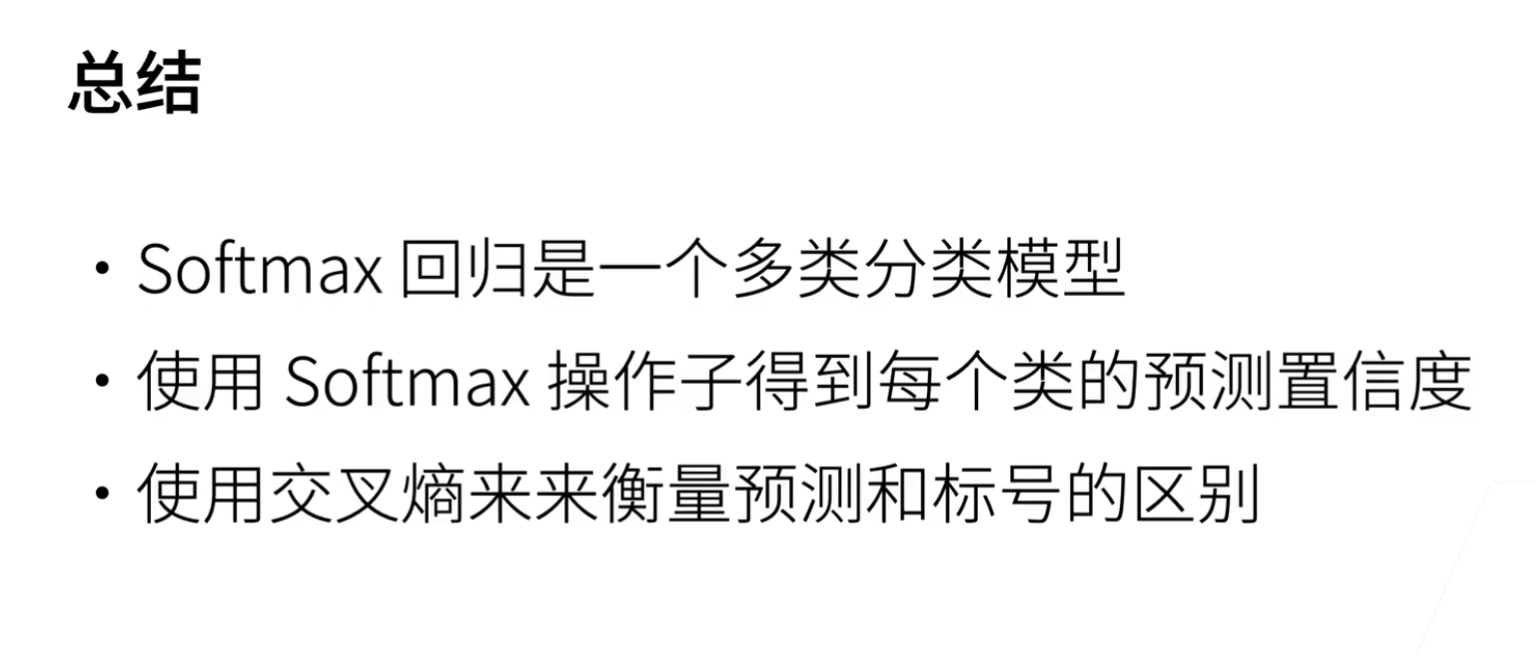 总结
• Softmax 回归是一个多类分类模型
• 使用 Softmax 操作子得到每个类的预测置信度
• 使用交叉熵来来衡量预测和标号的区别